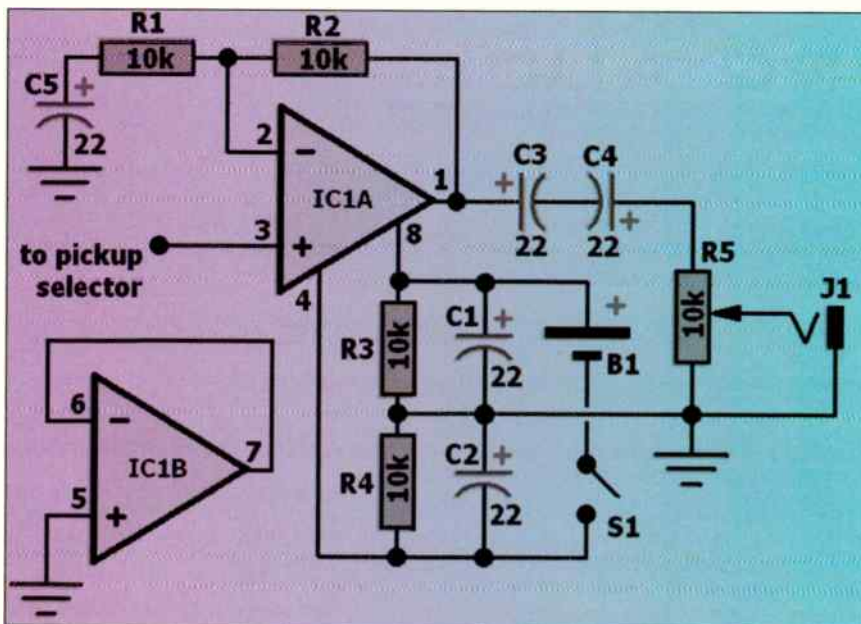 R1
R2
10k
10k
C5
+
22
2
−
IC1A
3
+
1
8
4
to pickup
selector
C3
C4
+
+
22
22
R5
10k
J1
R3
10k
C1
+
22
+
B1
R4
10k
C2
+
22
S1
6
−
IC1B
7
5
+